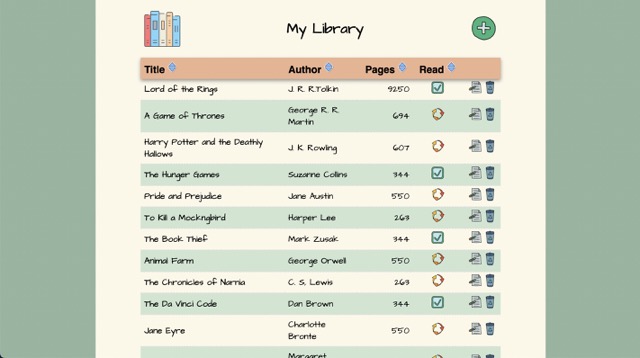 My Library
Title Author Pages Read
Lord of the Rings J. R. R.Tolkin 9250
A Game of Thrones George R. R. Martin 694
Harry Potter and the Deathly Hallows J. K. Rowling 607
The Hunger Games Suzanne Collins 344
Pride and Prejudice Jane Austin 550
To Kill a Mockngbird Harper Lee 263
The Book Thief Mark Zusak 344
Animal Farm George Orwell 550
The Chronicles of Narnia C. S. Lewis 263
The Da Vinci Code Dan Brown 344
Jane Eyre Charlotte Bronte 550
Margaret